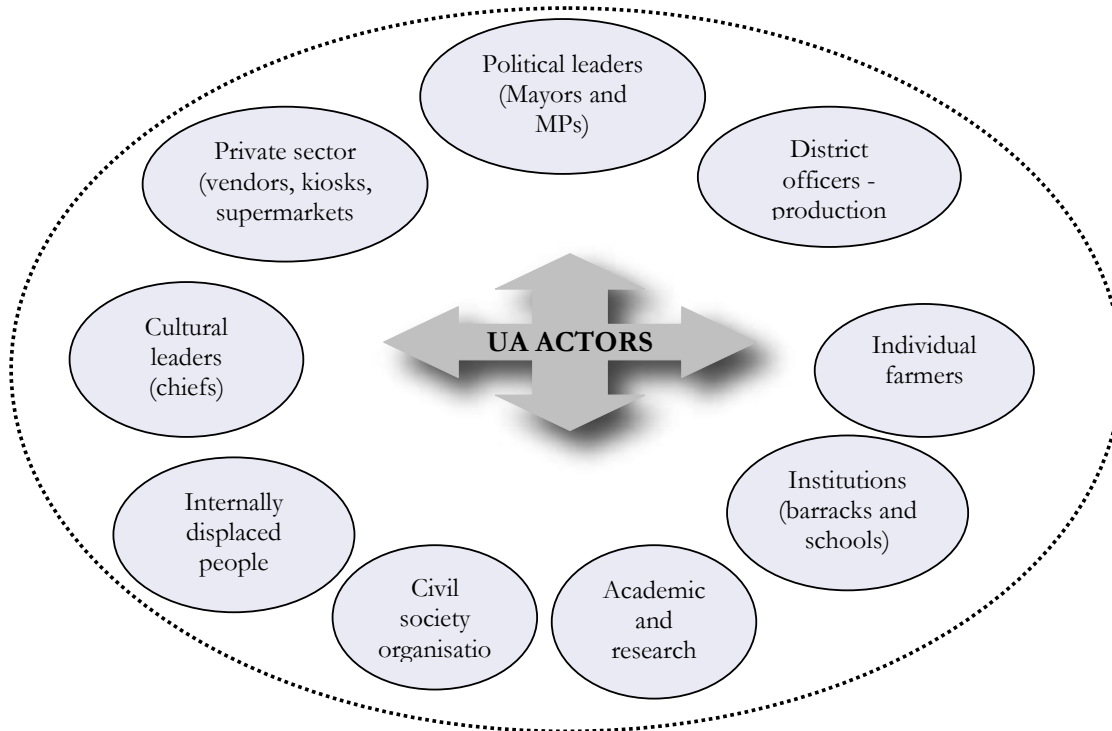 Political leaders
(Mayors and
MPs)
Private sector
(vendors, kiosks,
supermarkets
District
officers -
production
UA ACTORS
Cultural
leaders
(chiefs)
Individual
farmers
Institutions
(barracks and
schools)
Internally
displaced
people
Civil
society
organisatio
Academic
and
research